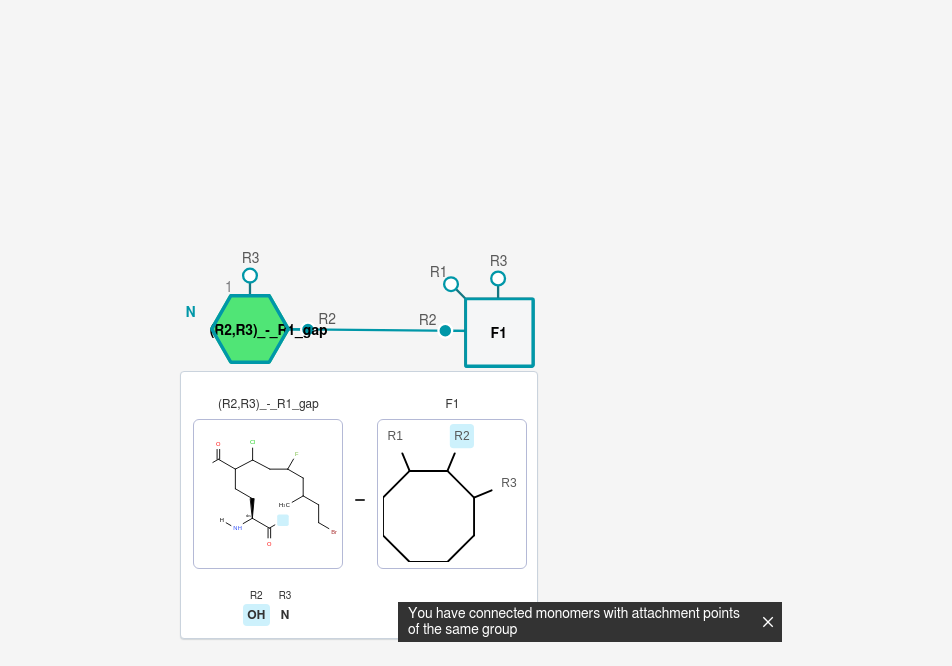 R3
R3
R1
1
N
R2
R2
(R2,R3)_-_R1_gap
F1
(R2,R3)_-_R1_gap
F1
R1
R2
R3
O
Cl
F
H₃C
H
NH
O
Br
R2
R3
OH
N
You have connected monomers with attachment points
of the same group